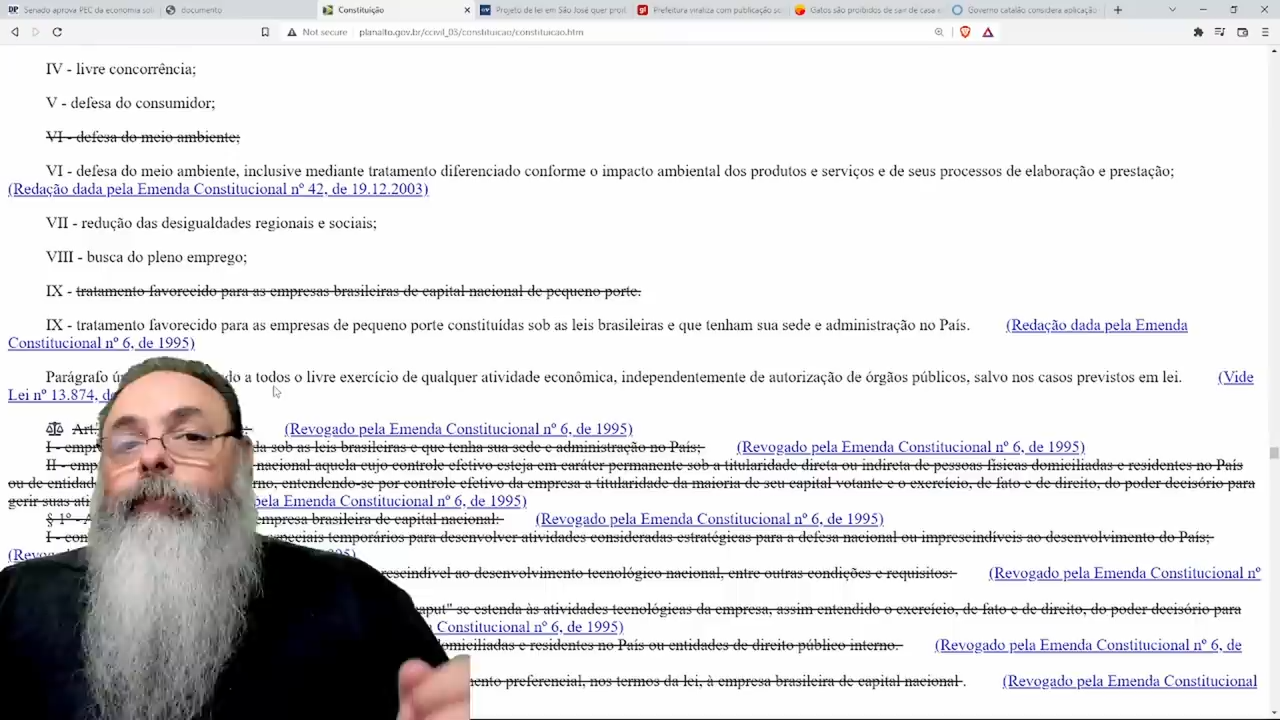 Senado aprova PEC da economia soli
documento
Constituição
Projeto de lei em São José quer proi
Prefeitura viraliza com publicação so
Gatos são proibidos de sair de casa
Governo catalão considera aplicação
Not secure planalto.gov.br/ccivil_03/constituicao/constituicao.htm
IV - livre concorrência;
V - defesa do consumidor;
VI - defesa do meio ambiente;
VI - defesa do meio ambiente, inclusive mediante tratamento diferenciado conforme o impacto ambiental dos produtos e serviços e de seus processos de elaboração e prestação;
(Redação dada pela Emenda Constitucional nº 42, de 19.12.2003)
VII - redução das desigualdades regionais e sociais;
VIII - busca do pleno emprego;
IX - tratamento favorecido para as empresas brasileiras de capital nacional de pequeno porte.
IX - tratamento favorecido para as empresas de pequeno porte constituídas sob as leis brasileiras e que tenham sua sede e administração no País. (Redação dada pela Emenda
Constitucional nº 6, de 1995)
Parágrafo a todos o livre exercício de qualquer atividade econômica, independentemente de autorização de órgãos públicos, salvo nos casos previstos em lei. (Vide
Lei nº 13.874,
Art. (Revogado pela Emenda Constitucional nº 6, de 1995)
I - sob as leis brasileiras e que tenha sua sede e administração no País; (Revogado pela Emenda Constitucional nº 6, de 1995)
II - nacional aquela cujo controle efetivo esteja em caráter permanente sob a titularidade direta ou indireta de pessoas físicas domiciliadas e residentes no País
ou de entidad entendendo-se por controle efetivo da empresa a titularidade da maioria de seu capital votante e o exercício, de fato e de direito, do poder decisório para
gerir suas pela Emenda Constitucional nº 6, de 1995)
§ 1º - empresa brasileira de capital nacional: (Revogado pela Emenda Constitucional nº 6, de 1995)
I - especiais temporários para desenvolver atividades consideradas estratégicas para a defesa nacional ou imprescindíveis ao desenvolvimento do País;
ao desenvolvimento tecnológico nacional, entre outras condições e requisitos: (Revogado pela Emenda Constitucional nº
se estenda às atividades tecnológicas da empresa, assim entendido o exercício, de fato e de direito, do poder decisório para
Constitucional nº 6, de 1995)
e residentes no País ou entidades de direito público interno. (Revogado pela Emenda Constitucional nº 6, de
preferencial, nos termos da lei, à empresa brasileira de capital nacional. (Revogado pela Emenda Constitucional